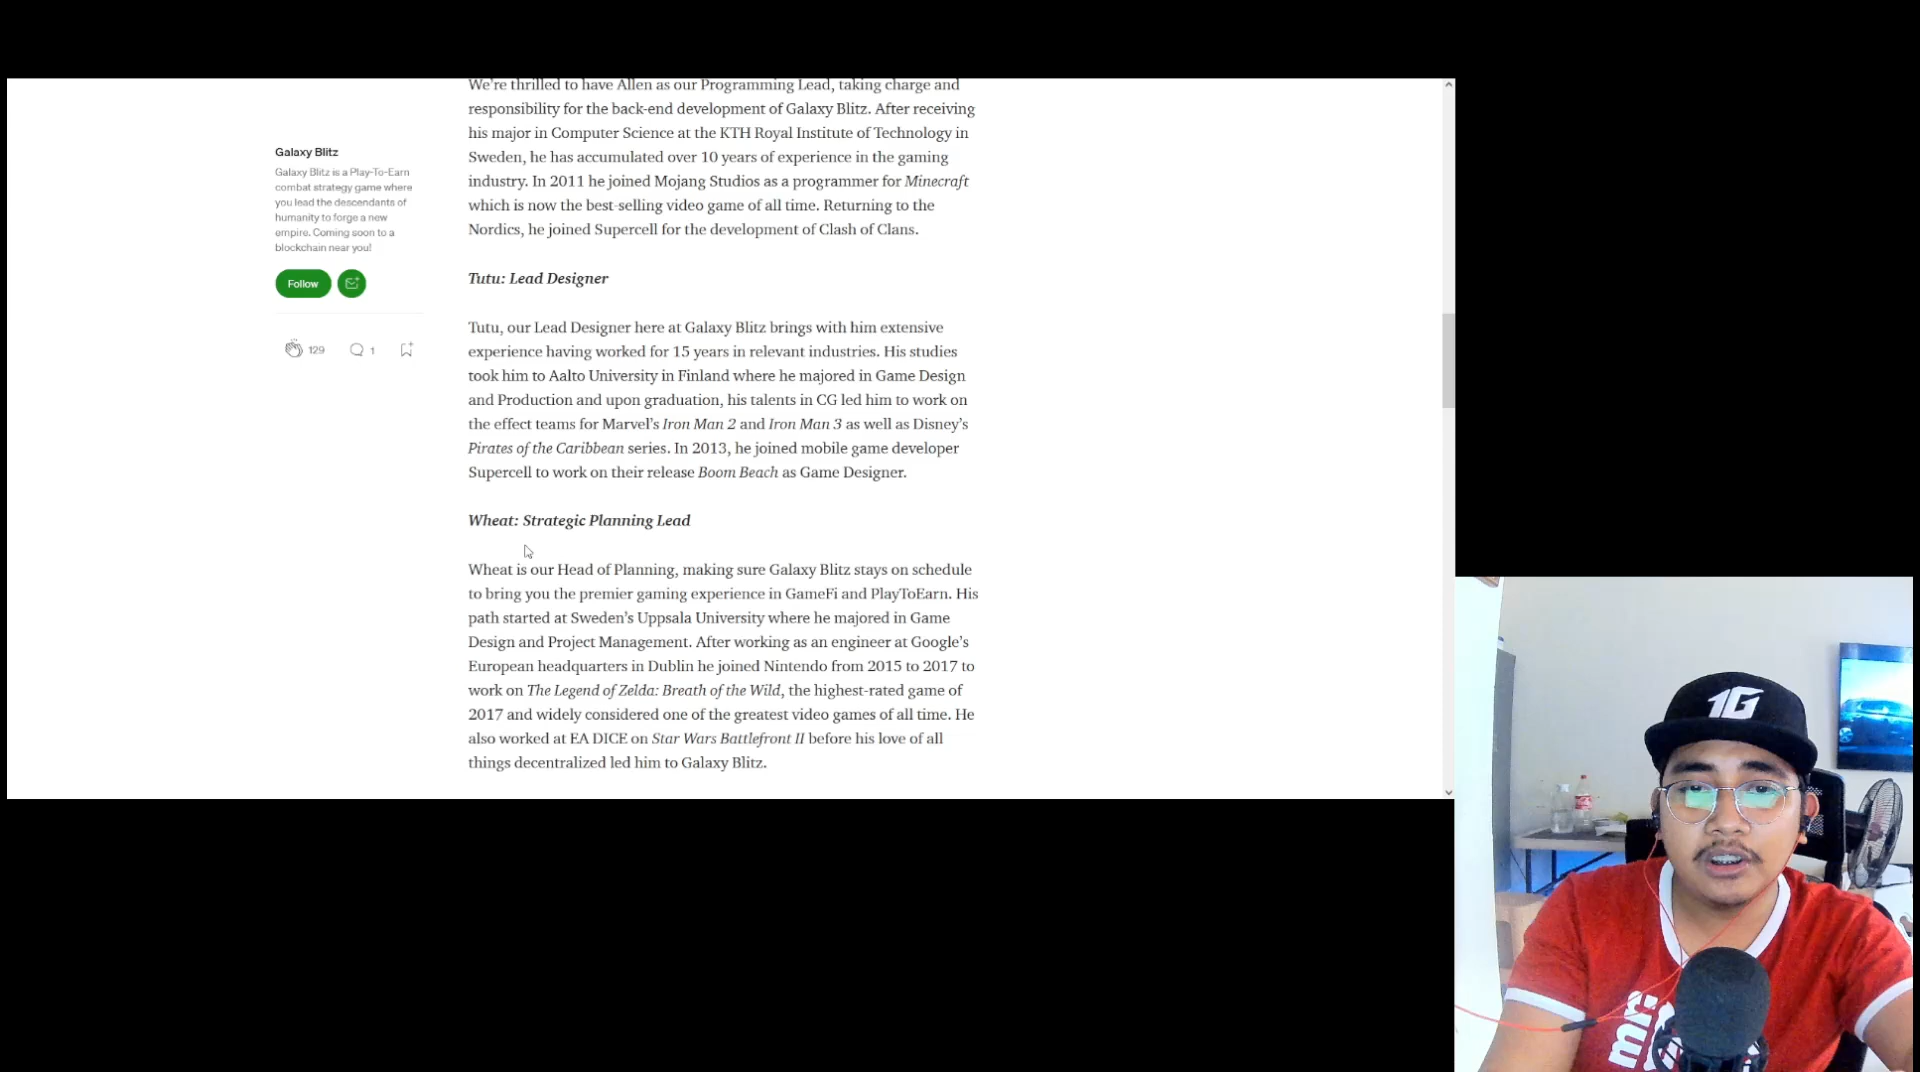 We're thrilled to have Allen as our Programming Lead, taking charge and
responsibility for the back-end development of Galaxy Blitz. After receiving
his major in Computer Science at the KTH Royal Institute of Technology in
Sweden, he has accumulated over 10 years of experience in the gaming
industry. In 2011 he joined Mojang Studios as a programmer for Minecraft
which is now the best-selling video game of all time. Returning to the
Nordics, he joined Supercell for the development of Clash of Clans.
Galaxy Blitz
Galaxy Blitz is a Play-To-Earn
combat strategy game where
you lead the descendants of
humanity to forge a new
empire. Coming soon to a
blockchain near you!
Follow
129
1
Tutu: Lead Designer
Tutu, our Lead Designer here at Galaxy Blitz brings with him extensive
experience having worked for 15 years in relevant industries. His studies
took him to Aalto University in Finland where he majored in Game Design
and Production and upon graduation, his talents in CG led him to work on
the effect teams for Marvel's Iron Man 2 and Iron Man 3 as well as Disney's
Pirates of the Caribbean series. In 2013, he joined mobile game developer
Supercell to work on their release Boom Beach as Game Designer.
Wheat: Strategic Planning Lead
Wheat is our Head of Planning, making sure Galaxy Blitz stays on schedule
to bring you the premier gaming experience in GameFi and PlayToEarn. His
path started at Sweden's Uppsala University where he majored in Game
Design and Project Management. After working as an engineer at Google's
European headquarters in Dublin he joined Nintendo from 2015 to 2017 to
work on The Legend of Zelda: Breath of the Wild, the highest-rated game of
2017 and widely considered one of the greatest video games of all time. He
also worked at EA DICE on Star Wars Battlefront II before his love of all
things decentralized led him to Galaxy Blitz.
1G
mr